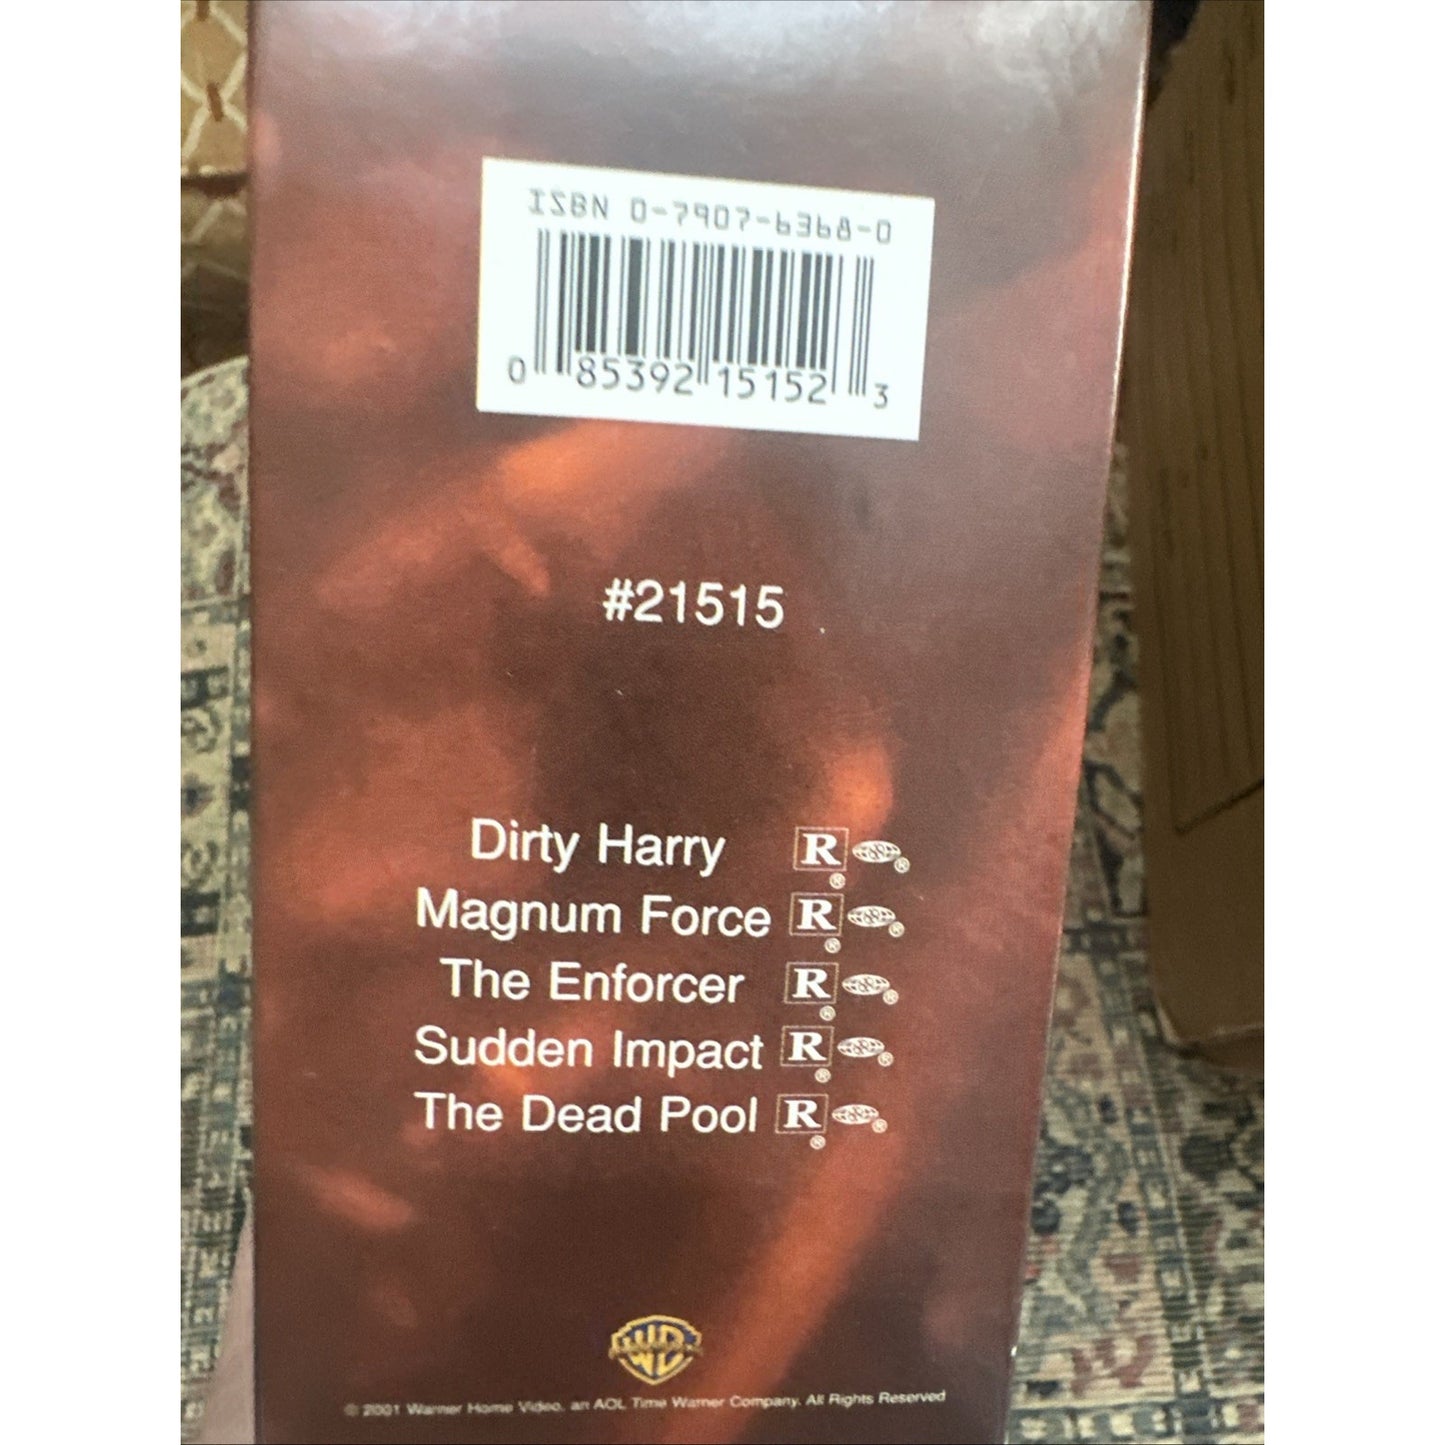 ISBN 0-7907-6368-0
0 85392 15152 3
#21515
Dirty Harry R ®
®
Magnum Force R ®
®
The Enforcer R ®
®
Sudden Impact R ®
®
The Dead Pool R ®
®
WB
© 2001 Warner Home Video, an AOL Time Warner Company. All Rights Reserved